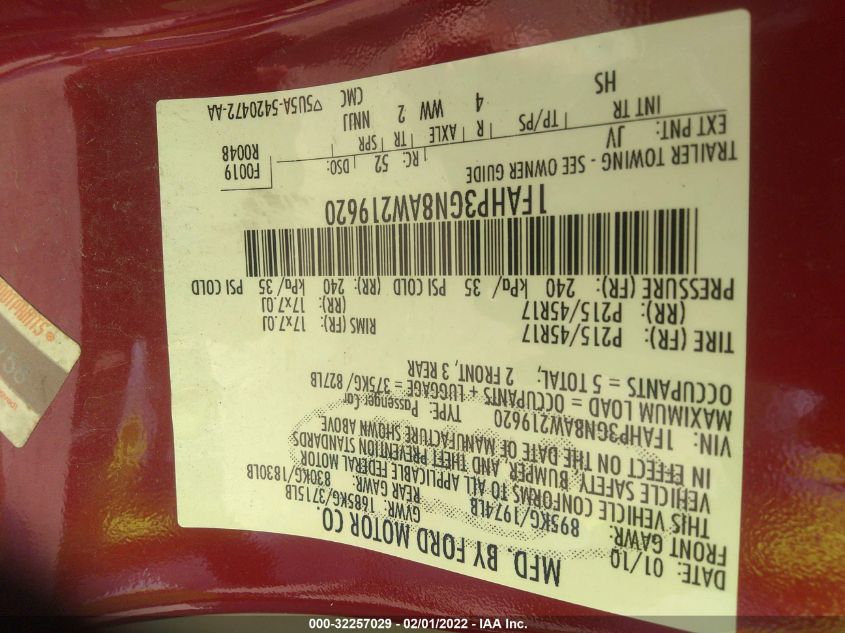 MFD. BY FORD MOTOR CO.
DATE: 01/10 GVWR: 1685KG/3715LB
FRONT GAWR: 895KG/1974LB REAR GAWR: 830KG/1830LB
THIS VEHICLE CONFORMS TO ALL APPLICABLE FEDERAL MOTOR
VEHICLE SAFETY, BUMPER, AND THEFT PREVENTION STANDARDS
IN EFFECT ON THE DATE OF MANUFACTURE SHOWN ABOVE.
VIN: 1FAHP3GN8AW219620 TYPE: Passenger Car
MAXIMUM LOAD = OCCUPANTS + LUGGAGE = 375KG/827LB
OCCUPANTS = 5 TOTAL, 2 FRONT, 3 REAR
TIRE (FR): P215/45R17 RIMS (FR): 17x7.0J
(RR): P215/45R17 (RR): 17x7.0J
PRESSURE (FR): 240 kPa/ 35 PSI COLD (RR): 240 kPa/ 35 PSI COLD
1FAHP3GN8AW219620
TRAILER TOWING - SEE OWNER GUIDE
F0019
R0048
EXT PNT: JV RC: 52 DSO:
INT TR TP/PS R AXLE TR SPR
HS 4 WW 2 NNJJ
CMC ▽5U5A-5420472-AA
000-32257029 - 02/01/2022 - IAA Inc.